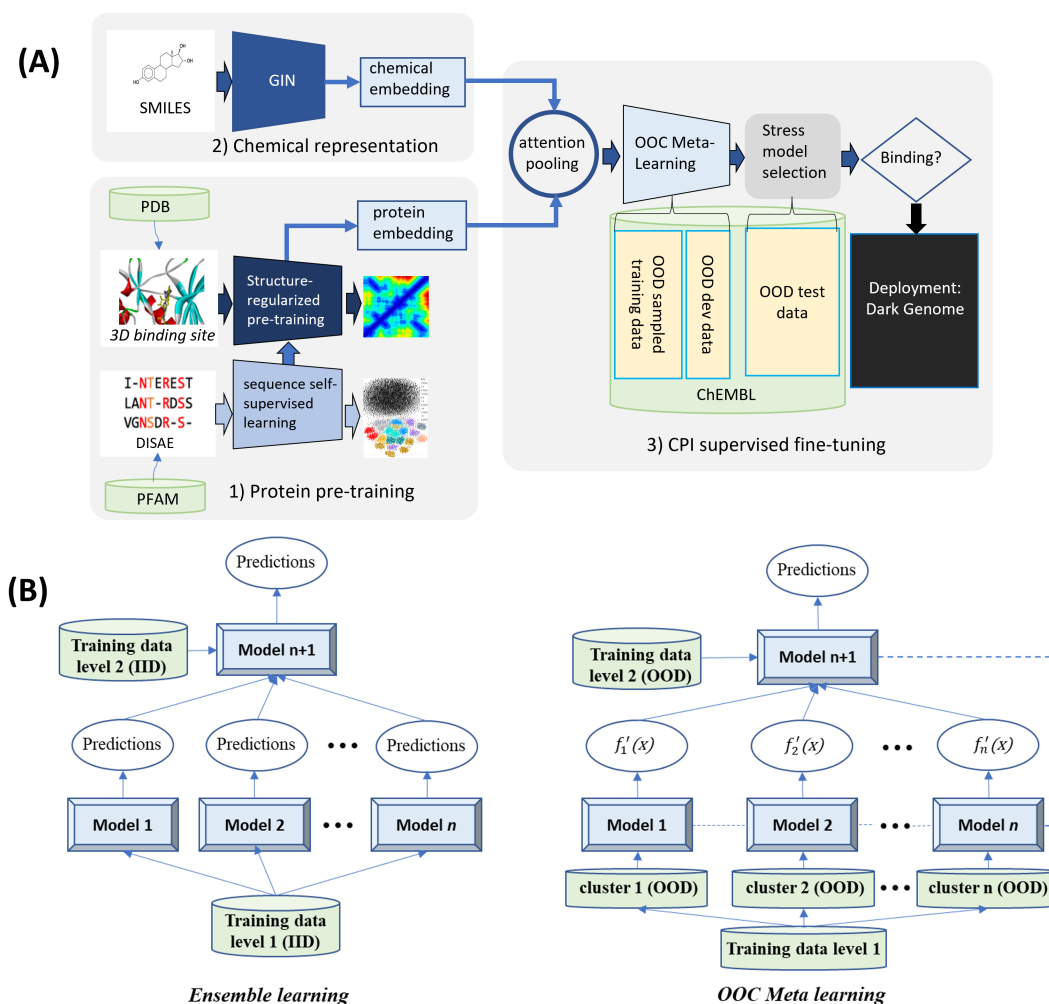 (A)
OH
OH
HO
SMILES
GIN
chemical
embedding
2) Chemical representation
PDB
3D binding site
Structure-
regularized
pre-training
protein
embedding
I-NTEREST
LANT-RDSS
VGNSDR-S-
DISAE
sequence self-
supervised
learning
PFAM
1) Protein pre-training
attention
pooling
OOC Meta-
Learning
Stress
model
selection
Binding?
OOD sampled
training data
OOD dev data
OOD test
data
ChEMBL
Deployment:
Dark Genome
3) CPI supervised fine-tuning
(B)
Predictions
Training data
level 2 (IID)
Model n+1
Predictions
Predictions
•••
Predictions
Model 1
Model 2
•••
Model n
Training data
level 1 (IID)
Ensemble learning
Predictions
Training data
level 2 (OOD)
Model n+1
f₁′(x)
f₂′(x)
•••
fₙ′(x)
Model 1
Model 2
•••
Model n
cluster 1 (OOD)
cluster 2 (OOD)
•••
cluster n (OOD)
Training data level 1
OOC Meta learning